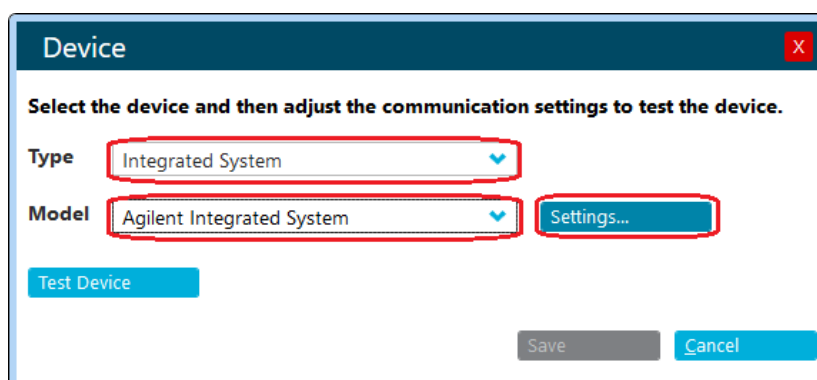 Device
X
Select the device and then adjust the communication settings to test the device.
Type Integrated System
Model Agilent Integrated System Settings...
Test Device
Save Cancel